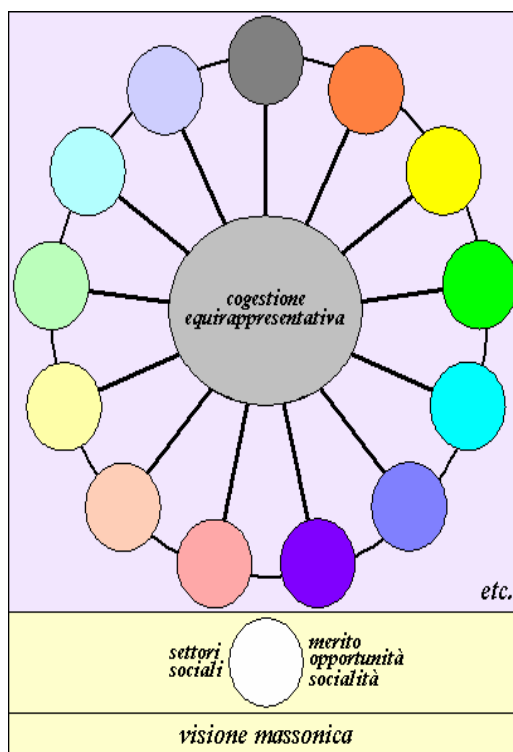 cogestione
equirappresentativa
etc.
settori
sociali
merito
opportunità
socialità
visione massonica